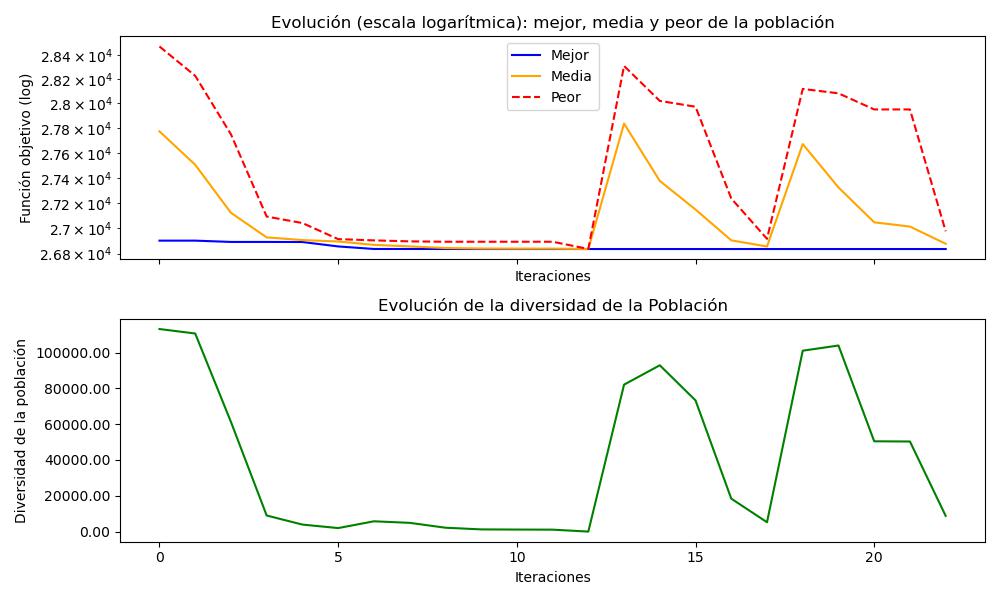 Evolución (escala logarítmica): mejor, media y peor de la población
Función objetivo (log)
2.84 × 10⁴
2.82 × 10⁴
2.8 × 10⁴
2.78 × 10⁴
2.76 × 10⁴
2.74 × 10⁴
2.72 × 10⁴
2.7 × 10⁴
2.68 × 10⁴
Mejor
Media
Peor
Iteraciones
Evolución de la diversidad de la Población
Diversidad de la población
100000.00
80000.00
60000.00
40000.00
20000.00
0.00
0 5 10 15 20
Iteraciones